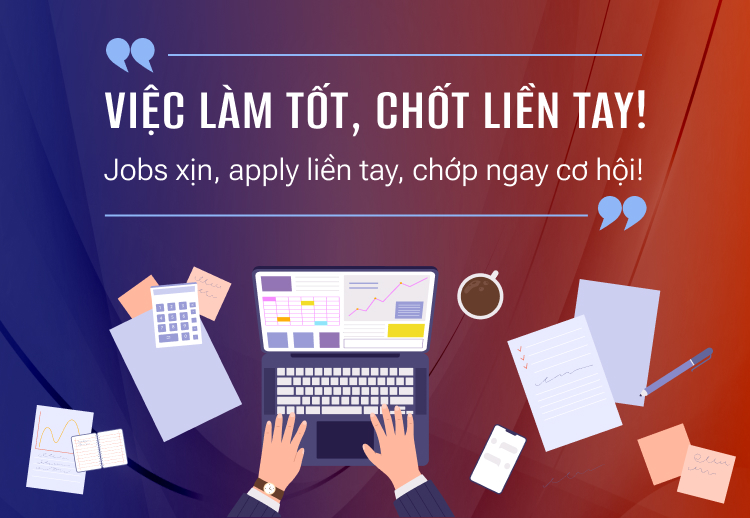 VIỆC LÀM TỐT, CHỐT LIỀN TAY!
Jobs xịn, apply liền tay, chớp ngay cơ hội!